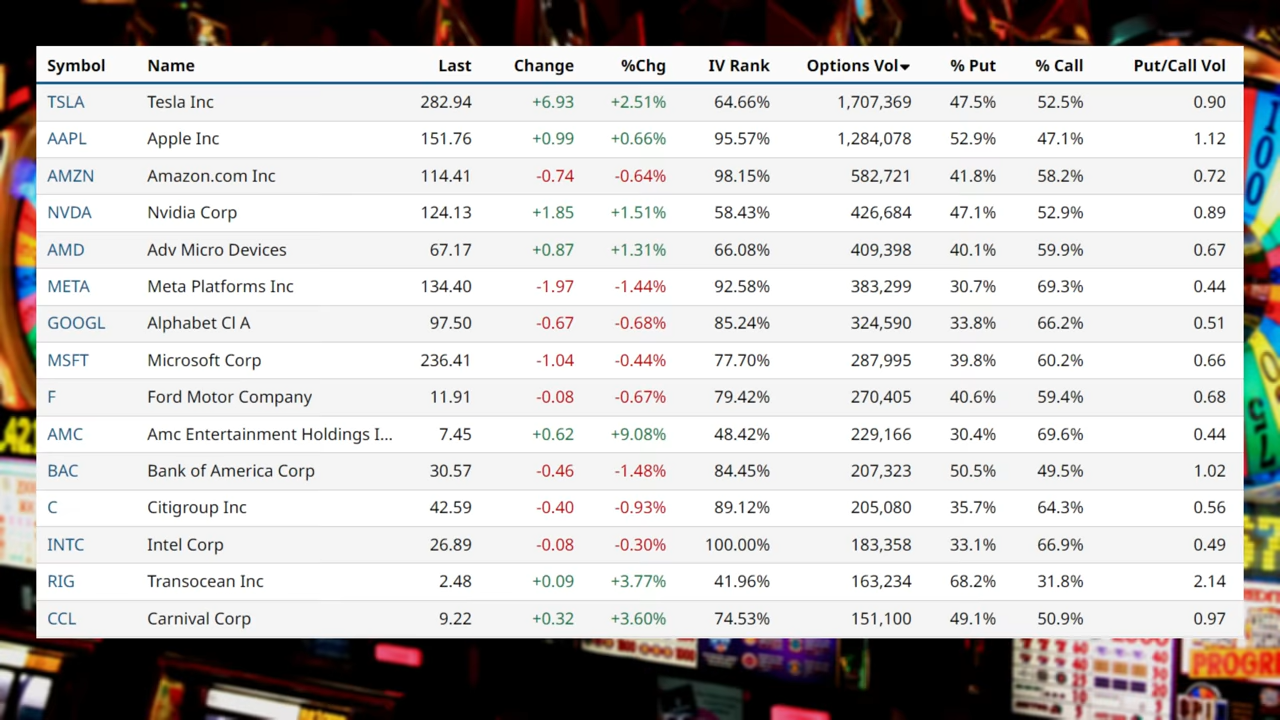 Symbol Name Last Change %Chg IV Rank Options Vol % Put % Call Put/Call Vol
TSLA Tesla Inc 282.94 +6.93 +2.51% 64.66% 1,707,369 47.5% 52.5% 0.90
AAPL Apple Inc 151.76 +0.99 +0.66% 95.57% 1,284,078 52.9% 47.1% 1.12
AMZN Amazon.com Inc 114.41 -0.74 -0.64% 98.15% 582,721 41.8% 58.2% 0.72
NVDA Nvidia Corp 124.13 +1.85 +1.51% 58.43% 426,684 47.1% 52.9% 0.89
AMD Adv Micro Devices 67.17 +0.87 +1.31% 66.08% 409,398 40.1% 59.9% 0.67
META Meta Platforms Inc 134.40 -1.97 -1.44% 92.58% 383,299 30.7% 69.3% 0.44
GOOGL Alphabet Cl A 97.50 -0.67 -0.68% 85.24% 324,590 33.8% 66.2% 0.51
MSFT Microsoft Corp 236.41 -1.04 -0.44% 77.70% 287,995 39.8% 60.2% 0.66
F Ford Motor Company 11.91 -0.08 -0.67% 79.42% 270,405 40.6% 59.4% 0.68
AMC Amc Entertainment Holdings I... 7.45 +0.62 +9.08% 48.42% 229,166 30.4% 69.6% 0.44
BAC Bank of America Corp 30.57 -0.46 -1.48% 84.45% 207,323 50.5% 49.5% 1.02
C Citigroup Inc 42.59 -0.40 -0.93% 89.12% 205,080 35.7% 64.3% 0.56
INTC Intel Corp 26.89 -0.08 -0.30% 100.00% 183,358 33.1% 66.9% 0.49
RIG Transocean Inc 2.48 +0.09 +3.77% 41.96% 163,234 68.2% 31.8% 2.14
CCL Carnival Corp 9.22 +0.32 +3.60% 74.53% 151,100 49.1% 50.9% 0.97
100